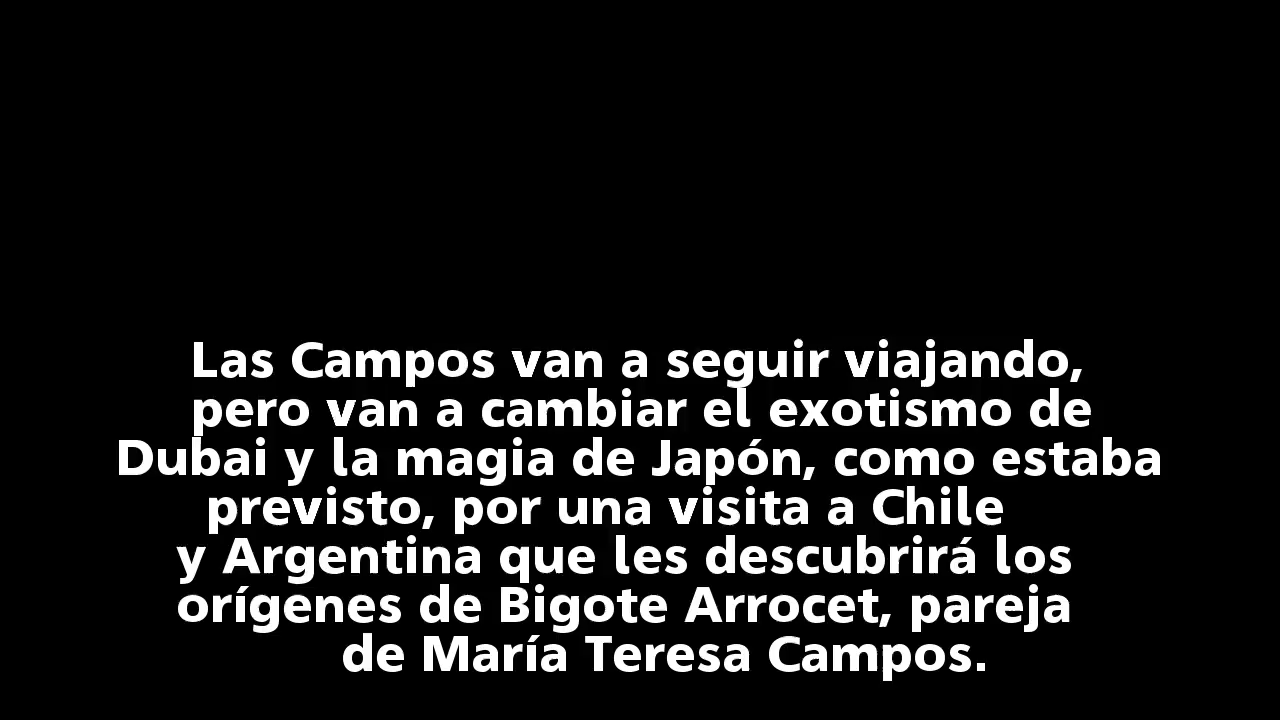 Las Campos van a seguir viajando,
pero van a cambiar el exotismo de
Dubai y la magia de Japón, como estaba
previsto, por una visita a Chile
y Argentina que les descubrirá los
orígenes de Bigote Arrocet, pareja
de María Teresa Campos.